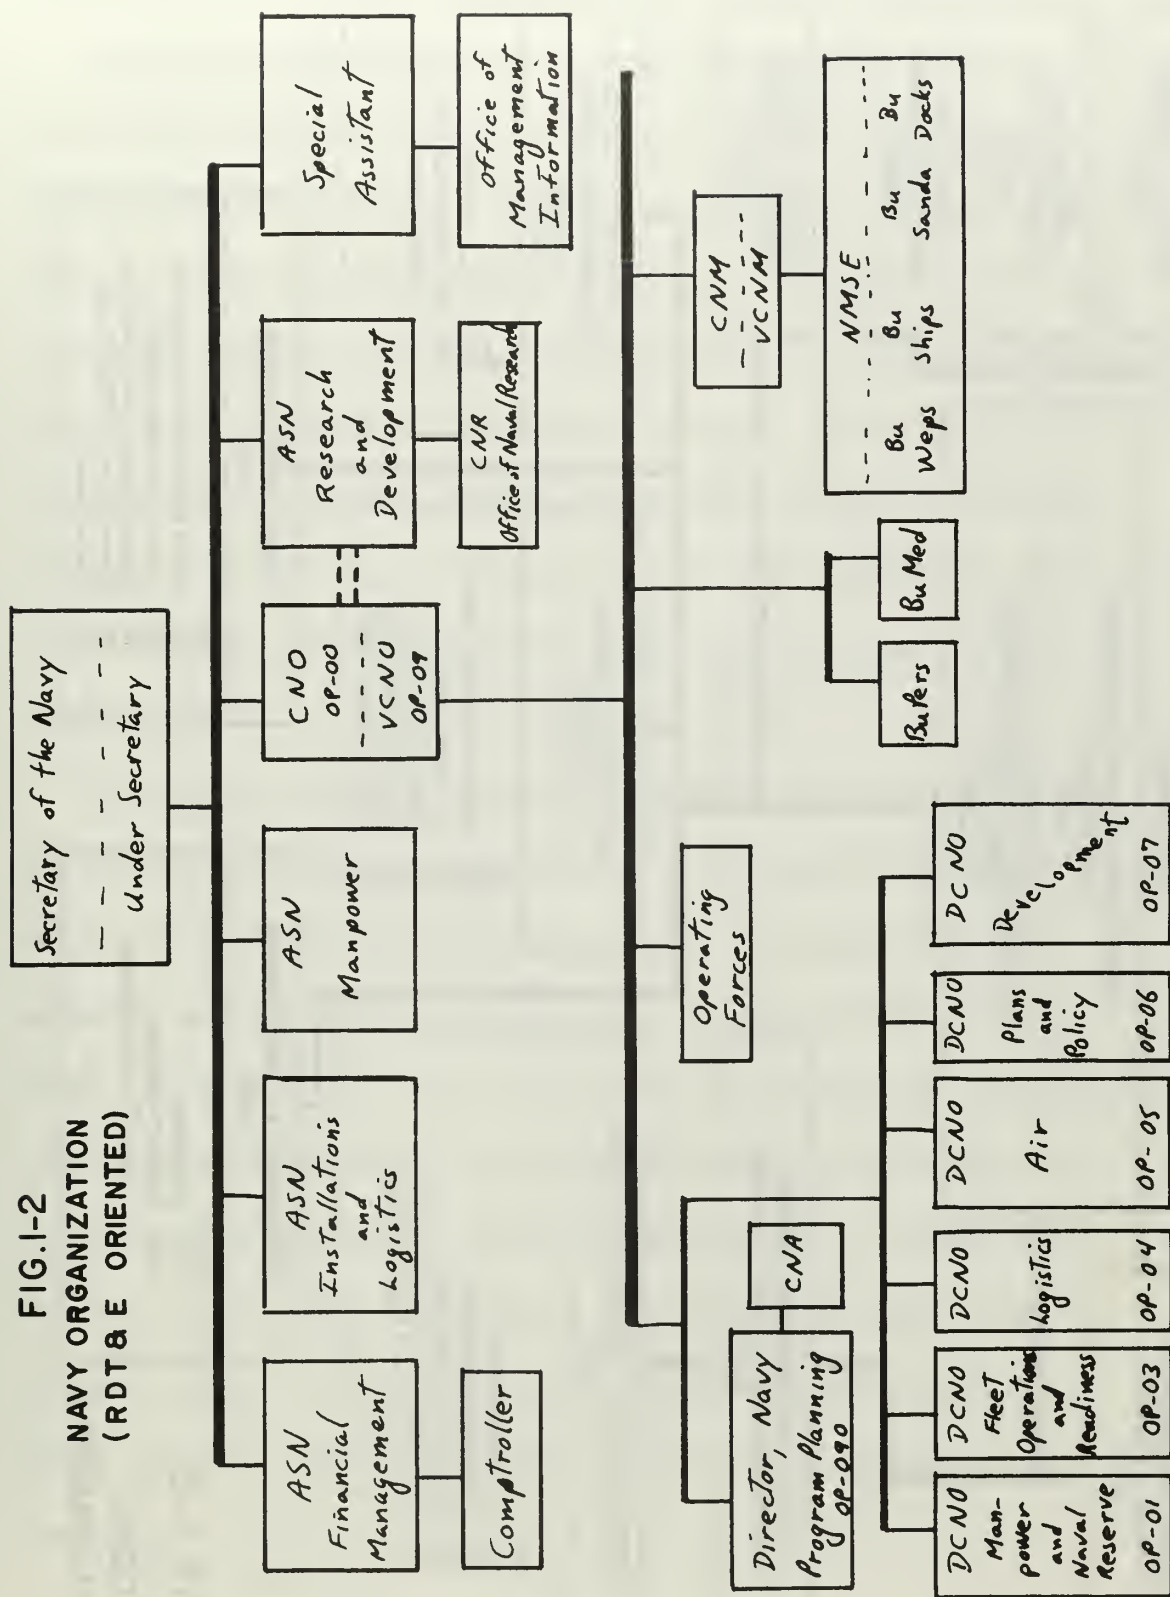 FIG.1-2
NAVY ORGANIZATION
(RDT & E ORIENTED)
Secretary of the Navy
Under Secretary
ASN
Financial
Management
Comptroller
ASN
Installations
and
Logistics
ASN
Manpower
CNO
OP-00
VCNO
OP-09
ASN
Research
and
Development
CNR
Office of Naval Research
Special
Assistant
Office of
Management
Information
Director, Navy
Program Planning
OP-090
CNA
DCNO
Man-
power
and
Naval
Reserve
OP-01
DCNO
Fleet
Operations
and
Readiness
OP-03
DCNO
Logistics
OP-04
DCNO
Air
OP-05
DCNO
Plans
and
Policy
OP-06
DCNO
Development
OP-07
Operating
Forces
BuPers
BuMed
CNM
VCNM
NMSE
Bu Bu Bu Bu
Weps Ships Sanda Docks